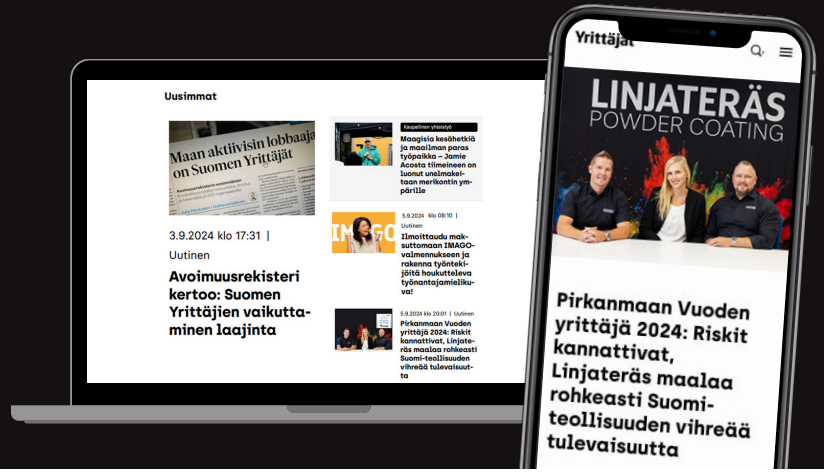 Uusimmat
Maan aktiivisin lobbaaja
on Suomen Yrittäjät
Avoimuusrekisterin ensimmäinen
3.9.2024 klo 17:31 |
Uutinen
Avoimuusrekisteri
kertoo: Suomen
Yrittäjien vaikutta-
minen laajinta
Kaupallinen yhteistyö
Maagisia kesähetkiä
ja maailman paras
työpaikka – Jamie
Acosta tiimeineen on
luonut unelmakei-
taan merikontin ym-
pärille
IMAGO
5.9.2024 klo 08:10 |
Uutinen
Ilmoittaudu mak-
suttomaan IMAGO-
valmennukseen ja
rakenna työnteki-
jöitä houkutteleva
työnantajamieliku-
va!
5.9.2024 klo 20:01 | Uutinen
Pirkanmaan Vuoden
yrittäjä 2024: Riskit
kannattivat, Linjate-
räs maalaa rohkeasti
Suomi-teollisuuden
vihreää tulevaisuut-
ta
Yrittäjät
LINJATERÄS
POWDER COATING
Pirkanmaan Vuoden
yrittäjä 2024: Riskit
kannattivat,
Linjateräs maalaa
rohkeasti Suomi-
teollisuuden vihreää
tulevaisuutta